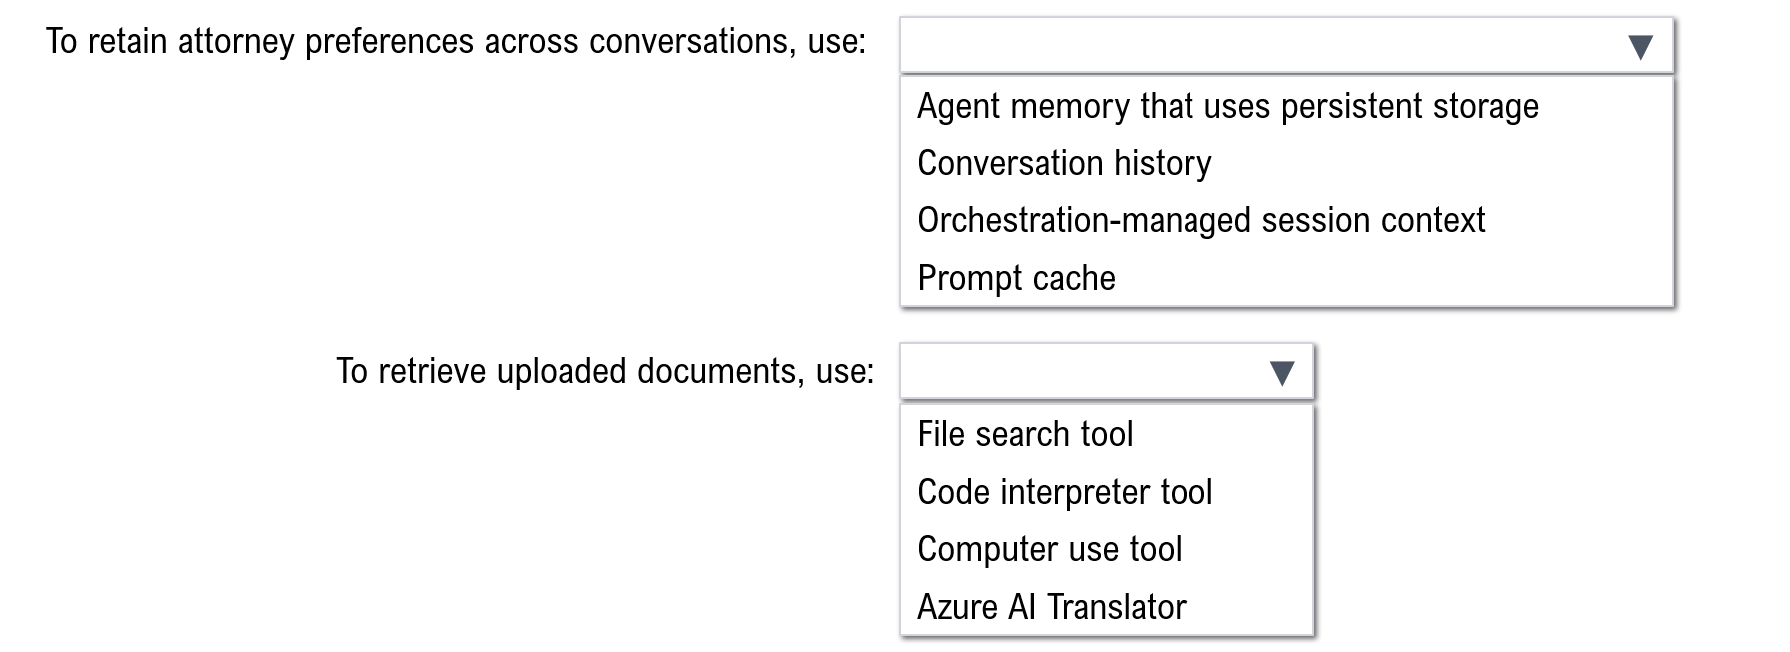 To retain attorney preferences across conversations, use:
Agent memory that uses persistent storage
Conversation history
Orchestration-managed session context
Prompt cache
To retrieve uploaded documents, use:
File search tool
Code interpreter tool
Computer use tool
Azure AI Translator